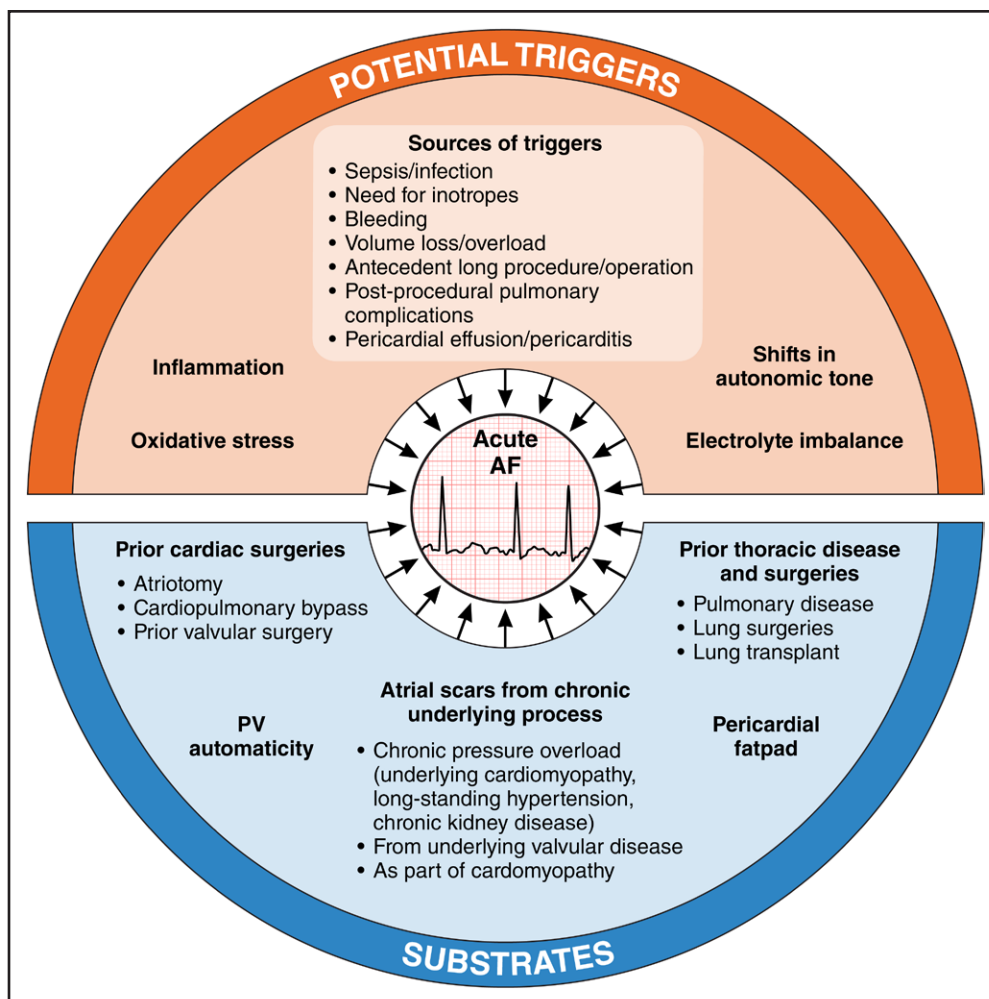 POTENTIAL TRIGGERS
Sources of triggers
• Sepsis/infection
• Need for inotropes
• Bleeding
• Volume loss/overload
• Antecedent long procedure/operation
• Post-procedural pulmonary
complications
• Pericardial effusion/pericarditis
Inflammation
Shifts in
autonomic tone
Oxidative stress
Electrolyte imbalance
Acute
AF
Prior cardiac surgeries
• Atriotomy
• Cardiopulmonary bypass
• Prior valvular surgery
Prior thoracic disease
and surgeries
• Pulmonary disease
• Lung surgeries
• Lung transplant
PV
automaticity
Atrial scars from chronic
underlying process
• Chronic pressure overload
(underlying cardiomyopathy,
long-standing hypertension,
chronic kidney disease)
• From underlying valvular disease
• As part of cardomyopathy
Pericardial
fatpad
SUBSTRATES